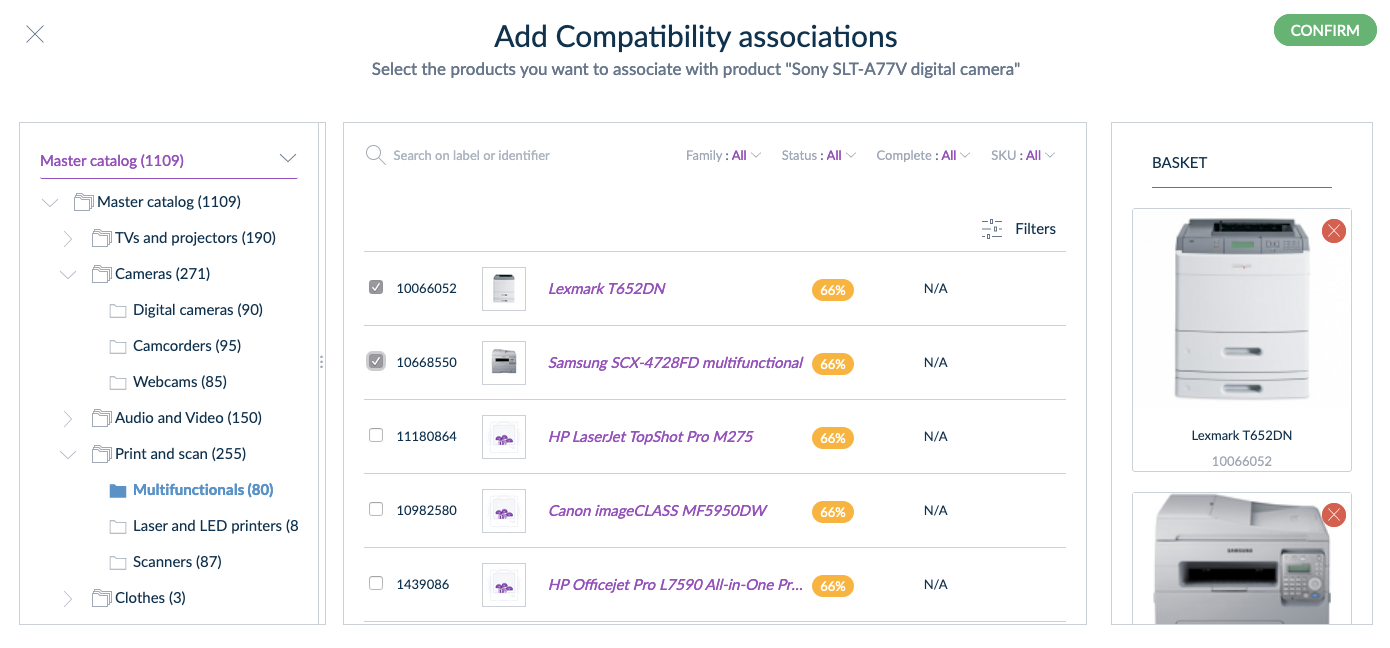 Add Compatibility associations
CONFIRM
Select the products you want to associate with product "Sony SLT-A77V digital camera"
Master catalog (1109)
Master catalog (1109)
TVs and projectors (190)
Cameras (271)
Digital cameras (90)
Camcorders (95)
Webcams (85)
Audio and Video (150)
Print and scan (255)
Multifunctionals (80)
Laser and LED printers (8
Scanners (87)
Clothes (3)
Search on label or identifier
Family : All
Status : All
Complete : All
SKU : All
Filters
10066052 Lexmark T652DN 66% N/A
10668550 Samsung SCX-4728FD multifunctional 66% N/A
11180864 HP LaserJet TopShot Pro M275 66% N/A
10982580 Canon imageCLASS MF5950DW 66% N/A
1439086 HP Officejet Pro L7590 All-in-One Pr... 66% N/A
BASKET
Lexmark T652DN
10066052
SAMSUNG